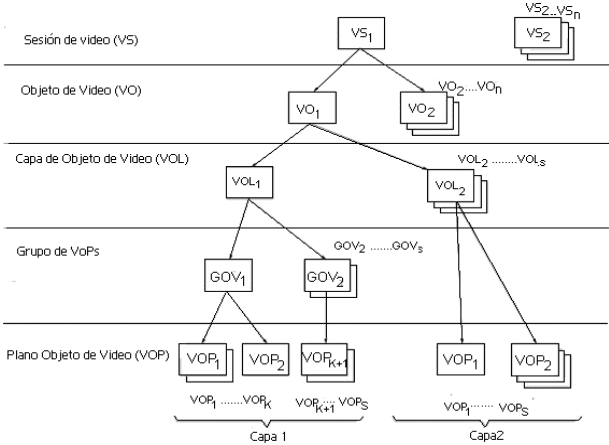 Sesión de video (VS)
VS1
VS2..VSn
VS2
Objeto de Video (VO)
VO1
VO2
VO2....VOn
Capa de Objeto de Video (VOL)
VOL1
VOL2
VOL2 ........VOLs
Grupo de VoPs
GOV1
GOV2
GOV2 ......GOVs
Plano Objeto de Video (VOP)
VOP1
VOP2
VOPK+1
VOP1
VOP2
VOP1 .......VOPK
VOPK+1 .... VOPS
VOP1 ....... VOPS
Capa 1
Capa2